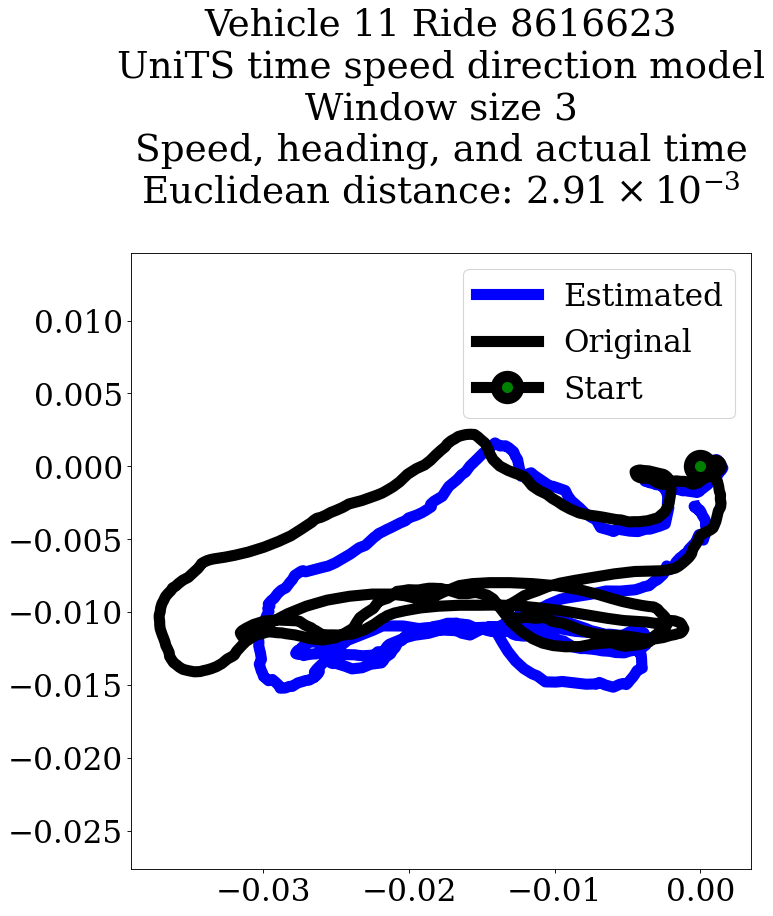 Vehicle 11 Ride 8616623
UniTS time speed direction model
Window size 3
Speed, heading, and actual time
Euclidean distance: 2.91 × 10⁻³
Estimated
Original
Start
0.010
0.005
0.000
−0.005
−0.010
−0.015
−0.020
−0.025
−0.03 −0.02 −0.01 0.00